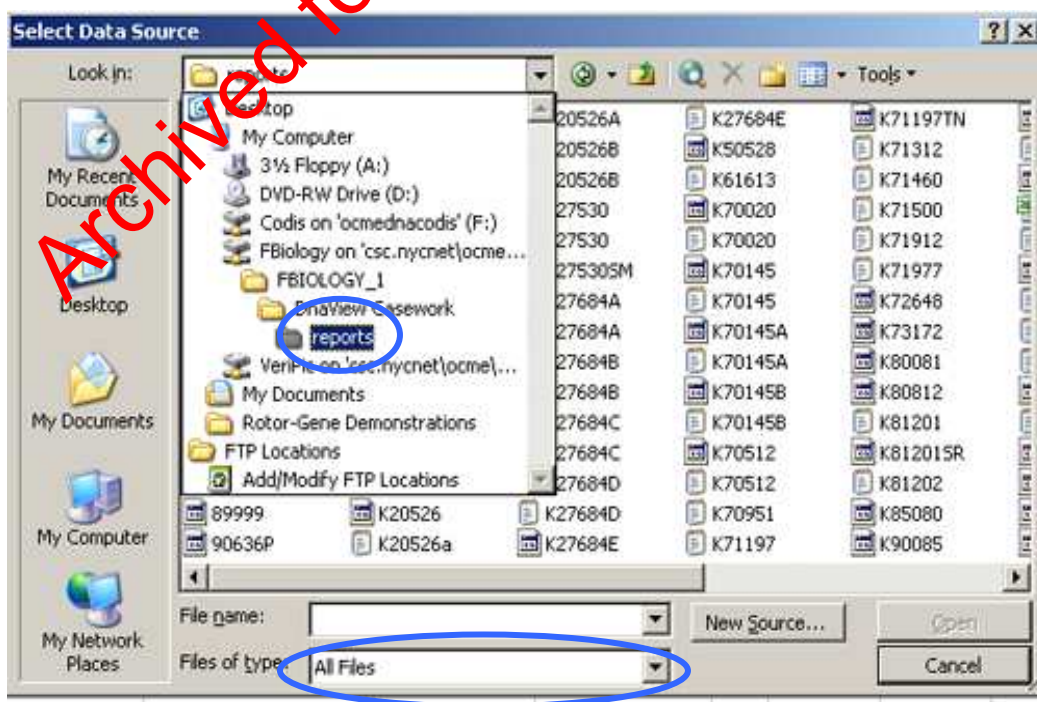 Select Data Source
Archived for
Look in:
reports
Tools
Desktop
My Computer
3½ Floppy (A:)
DVD-RW Drive (D:)
Codis on 'ocmednacodis' (F:)
FBiology on 'csc.nycnet\ocme...
FBIOLOGY_1
DnaView Casework
reports
VeriPic on 'csc.nycnet\ocme\...
My Documents
Rotor-Gene Demonstrations
FTP Locations
Add/Modify FTP Locations
My Recent
Documents
Desktop
My Documents
My Computer
My Network
Places
89999
90636P
K20526
K20526a
20526A
20526B
20526B
27530
27530
27530SM
27684A
27684A
27684B
27684B
27684C
27684C
27684D
K27684D
K27684E
K27684E
K50528
K61613
K70020
K70020
K70145
K70145
K70145A
K70145A
K70145B
K70145B
K70512
K70512
K70951
K71197
K71197TN
K71312
K71460
K71500
K71912
K71977
K72648
K73172
K80081
K80812
K81201
K81201SR
K81202
K85080
K90085
File name:
New Source...
Open
Files of type:
All Files
Cancel